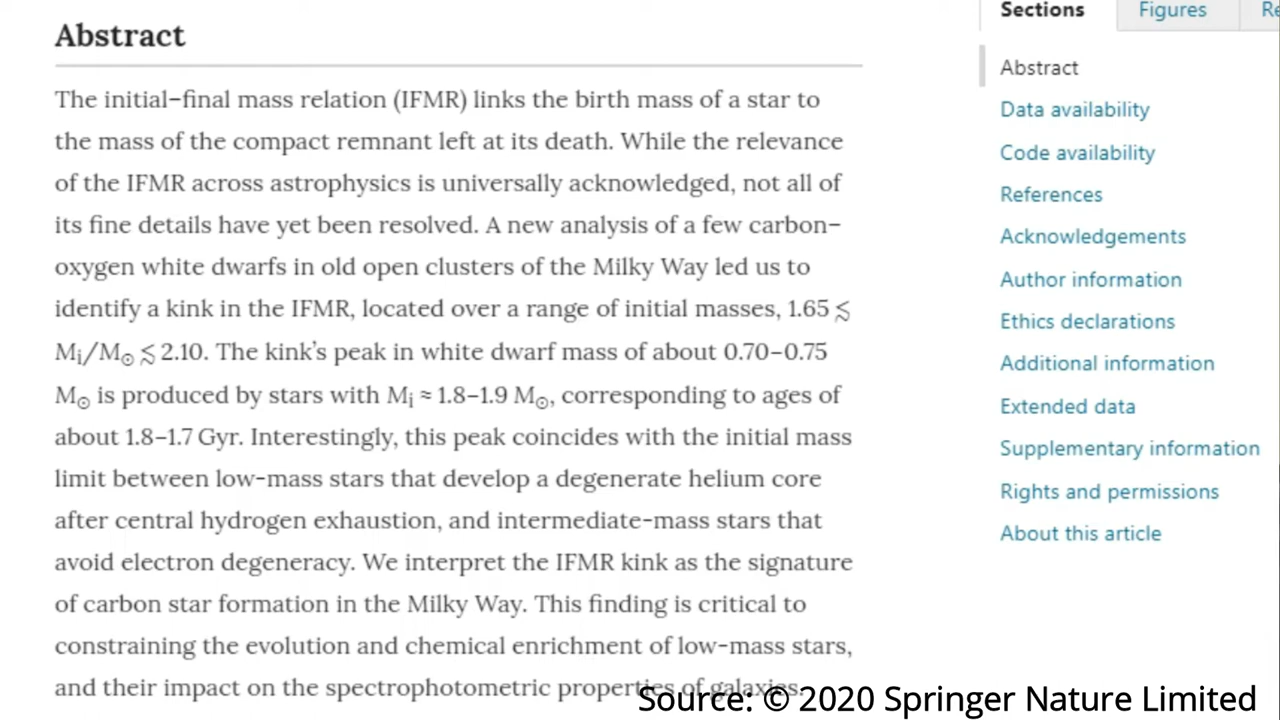 Abstract
The initial–final mass relation (IFMR) links the birth mass of a star to
the mass of the compact remnant left at its death. While the relevance
of the IFMR across astrophysics is universally acknowledged, not all of
its fine details have yet been resolved. A new analysis of a few carbon–
oxygen white dwarfs in old open clusters of the Milky Way led us to
identify a kink in the IFMR, located over a range of initial masses, 1.65 ≲
Mi/M⊙ ≲ 2.10. The kink’s peak in white dwarf mass of about 0.70–0.75
M⊙ is produced by stars with Mi ≈ 1.8–1.9 M⊙, corresponding to ages of
about 1.8–1.7 Gyr. Interestingly, this peak coincides with the initial mass
limit between low-mass stars that develop a degenerate helium core
after central hydrogen exhaustion, and intermediate-mass stars that
avoid electron degeneracy. We interpret the IFMR kink as the signature
of carbon star formation in the Milky Way. This finding is critical to
constraining the evolution and chemical enrichment of low-mass stars,
and their impact on the spectrophotometric properties of galaxies.
Sections Figures Re
Abstract
Data availability
Code availability
References
Acknowledgements
Author information
Ethics declarations
Additional information
Extended data
Supplementary information
Rights and permissions
About this article
Source: © 2020 Springer Nature Limited